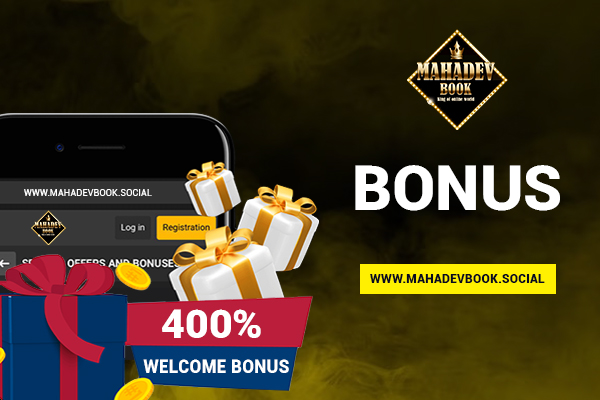 MAHADEV
BOOK
King of online world
BONUS
WWW.MAHADEVBOOK.SOCIAL
WWW.MAHADEVBOOK.SOCIAL
MAHADEV
BOOK
Log in
Registration
OFFERS AND BONUSES
400%
WELCOME BONUS